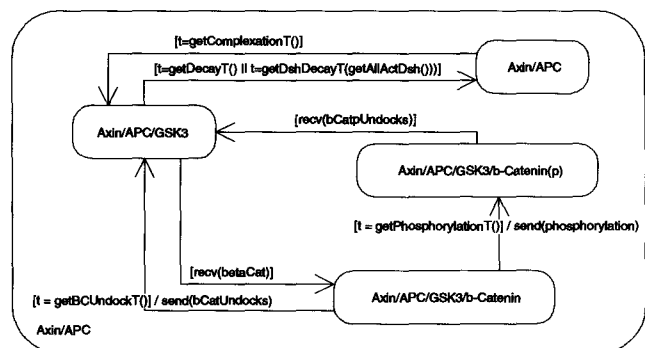 [t=getComplexationT()]
Axin/APC
[t=getDecayT() || t=getDshDecayT(getAllActDsh())]
[recv(bCatpUndocks)]
Axin/APC/GSK3
Axin/APC/GSK3/b-Catenin(p)
[t = getPhosphorylationT()] / send(phosphorylation)
[recv(betaCat)]
[t = getBCUndockT()] / send(bCatUndocks)
Axin/APC/GSK3/b-Catenin
Axin/APC